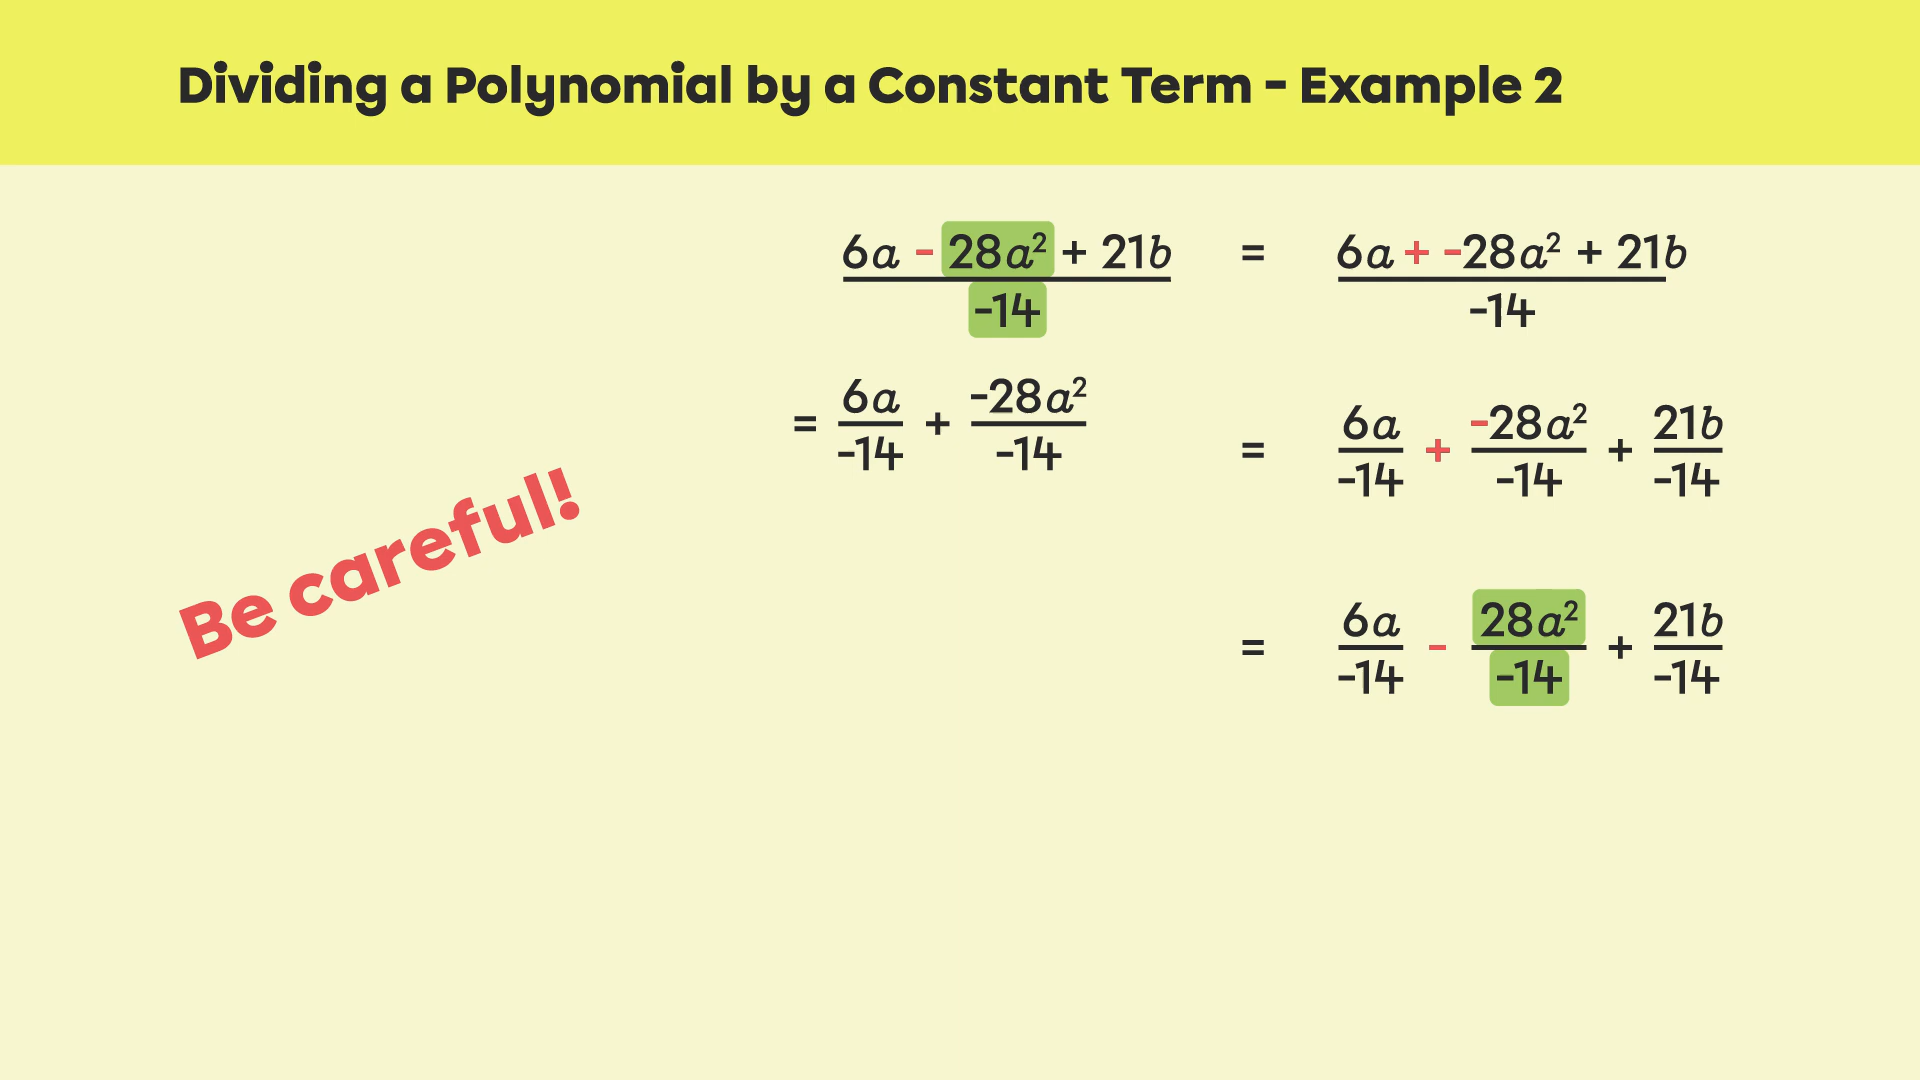 Dividing a Polynomial by a Constant Term - Example 2
6a - 28a² + 21b = 6a + -28a² + 21b
-14 -14
= 6a/-14 + -28a²/-14
= 6a/-14 + -28a²/-14 + 21b/-14
Be careful!
= 6a/-14 - 28a²/-14 + 21b/-14